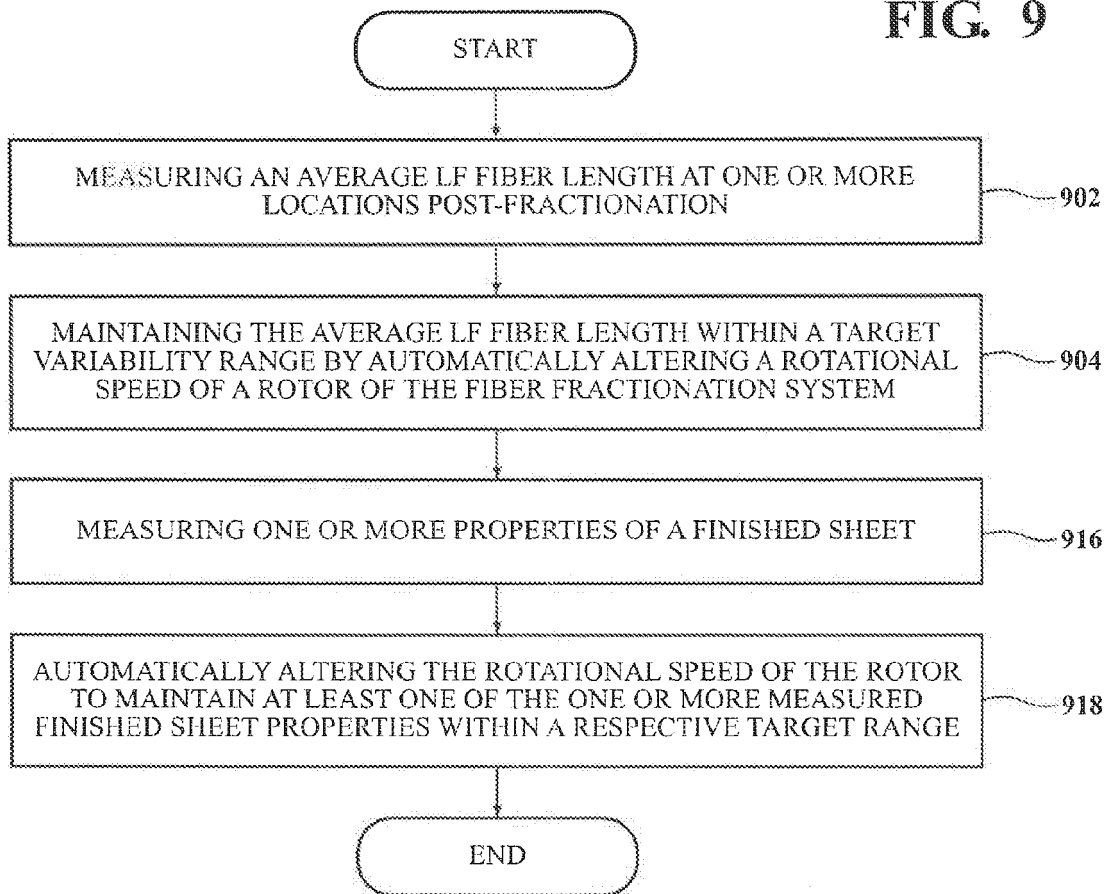 FIG. 9
START
MEASURING AN AVERAGE LF FIBER LENGTH AT ONE OR MORE
LOCATIONS POST-FRACTIONATION
902
MAINTAINING THE AVERAGE LF FIBER LENGTH WITHIN A TARGET
VARIABILITY RANGE BY AUTOMATICALLY ALTERING A ROTATIONAL
SPEED OF A ROTOR OF THE FIBER FRACTIONATION SYSTEM
904
MEASURING ONE OR MORE PROPERTIES OF A FINISHED SHEET
916
AUTOMATICALLY ALTERING THE ROTATIONAL SPEED OF THE ROTOR
TO MAINTAIN AT LEAST ONE OF THE ONE OR MORE MEASURED
FINISHED SHEET PROPERTIES WITHIN A RESPECTIVE TARGET RANGE
918
END